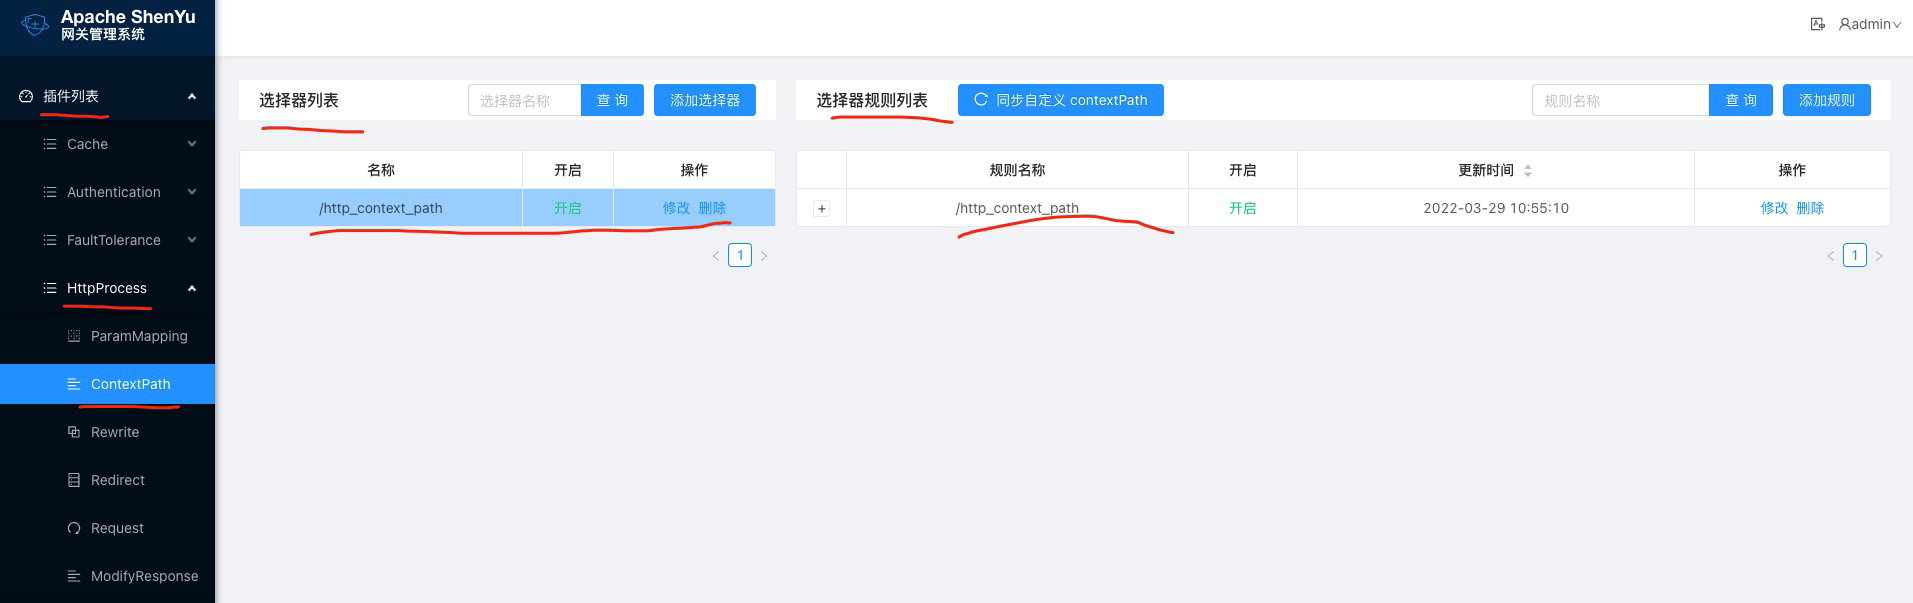 Apache ShenYu
网关管理系统
admin
插件列表
Cache
Authentication
FaultTolerance
HttpProcess
ParamMapping
ContextPath
Rewrite
Redirect
Request
ModifyResponse
选择器列表
选择器名称
查询
添加选择器
名称 开启 操作
/http_context_path 开启 修改 删除
1
选择器规则列表
同步自定义 contextPath
规则名称
查询
添加规则
规则名称 开启 更新时间 操作
/http_context_path 开启 2022-03-29 10:55:10 修改 删除
1